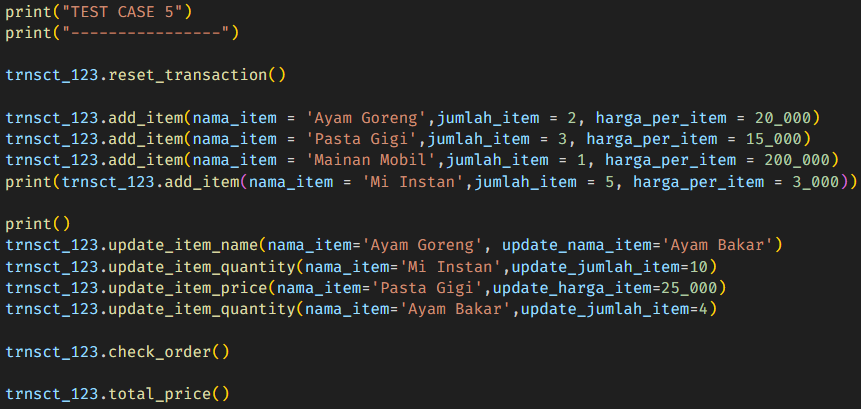 print("TEST CASE 5")
print("----------------")
trnsct_123.reset_transaction()
trnsct_123.add_item(nama_item = 'Ayam Goreng',jumlah_item = 2, harga_per_item = 20_000)
trnsct_123.add_item(nama_item = 'Pasta Gigi',jumlah_item = 3, harga_per_item = 15_000)
trnsct_123.add_item(nama_item = 'Mainan Mobil',jumlah_item = 1, harga_per_item = 200_000)
print(trnsct_123.add_item(nama_item = 'Mi Instan',jumlah_item = 5, harga_per_item = 3_000))
print()
trnsct_123.update_item_name(nama_item='Ayam Goreng', update_nama_item='Ayam Bakar')
trnsct_123.update_item_quantity(nama_item='Mi Instan',update_jumlah_item=10)
trnsct_123.update_item_price(nama_item='Pasta Gigi',update_harga_item=25_000)
trnsct_123.update_item_quantity(nama_item='Ayam Bakar',update_jumlah_item=4)
trnsct_123.check_order()
trnsct_123.total_price()